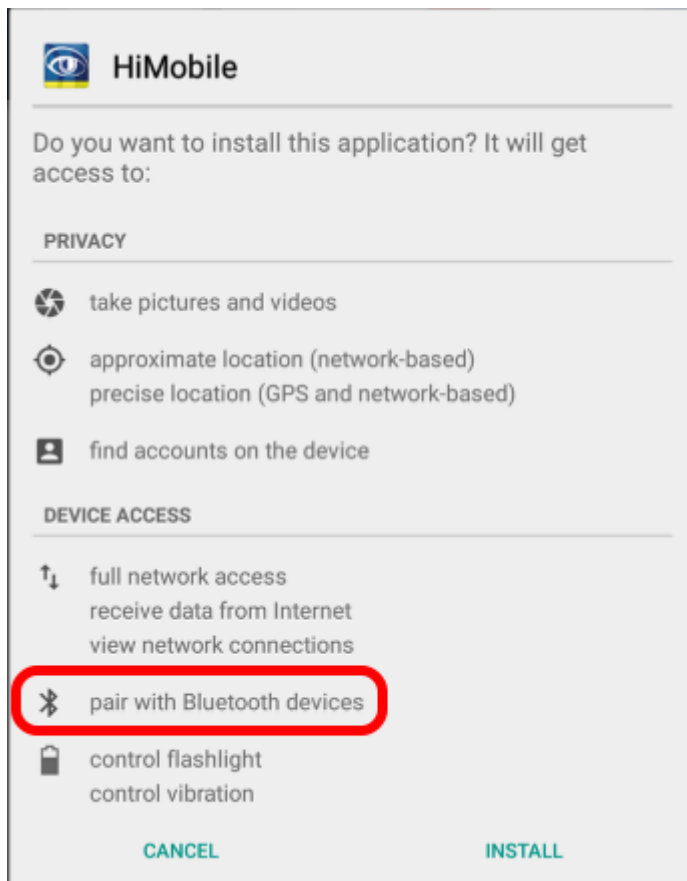 HiMobile
Do you want to install this application? It will get
access to:
PRIVACY
take pictures and videos
approximate location (network-based)
precise location (GPS and network-based)
find accounts on the device
DEVICE ACCESS
full network access
receive data from Internet
view network connections
pair with Bluetooth devices
control flashlight
control vibration
CANCEL INSTALL